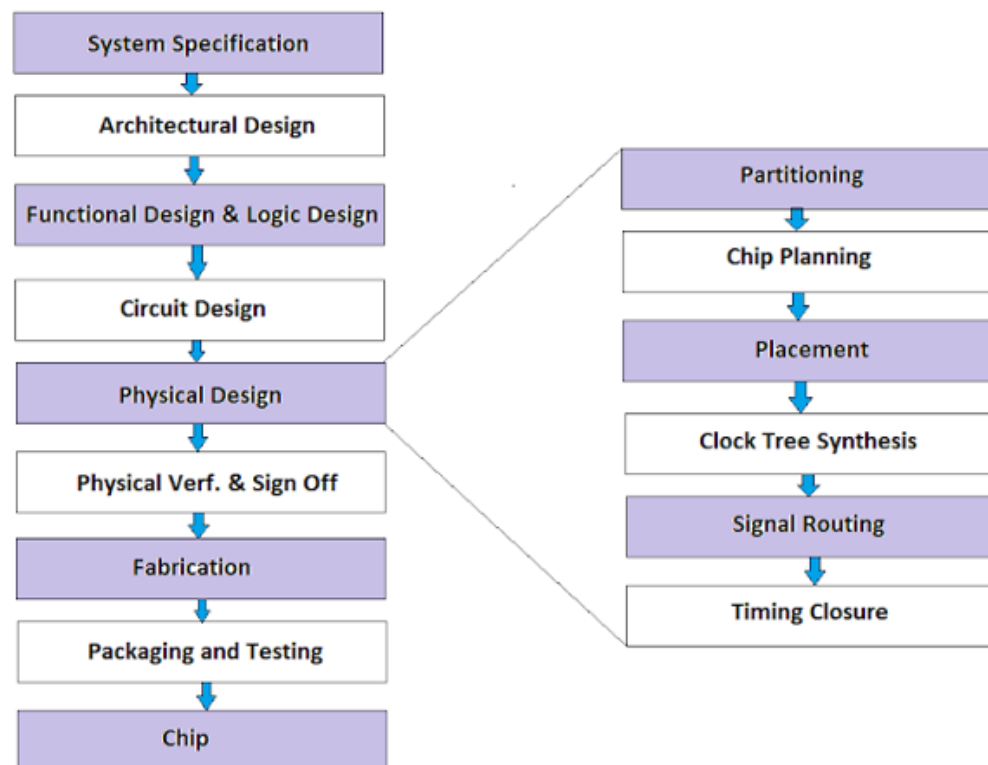 System Specification
Architectural Design
Functional Design & Logic Design
Circuit Design
Physical Design
Physical Verf. & Sign Off
Fabrication
Packaging and Testing
Chip
Partitioning
Chip Planning
Placement
Clock Tree Synthesis
Signal Routing
Timing Closure